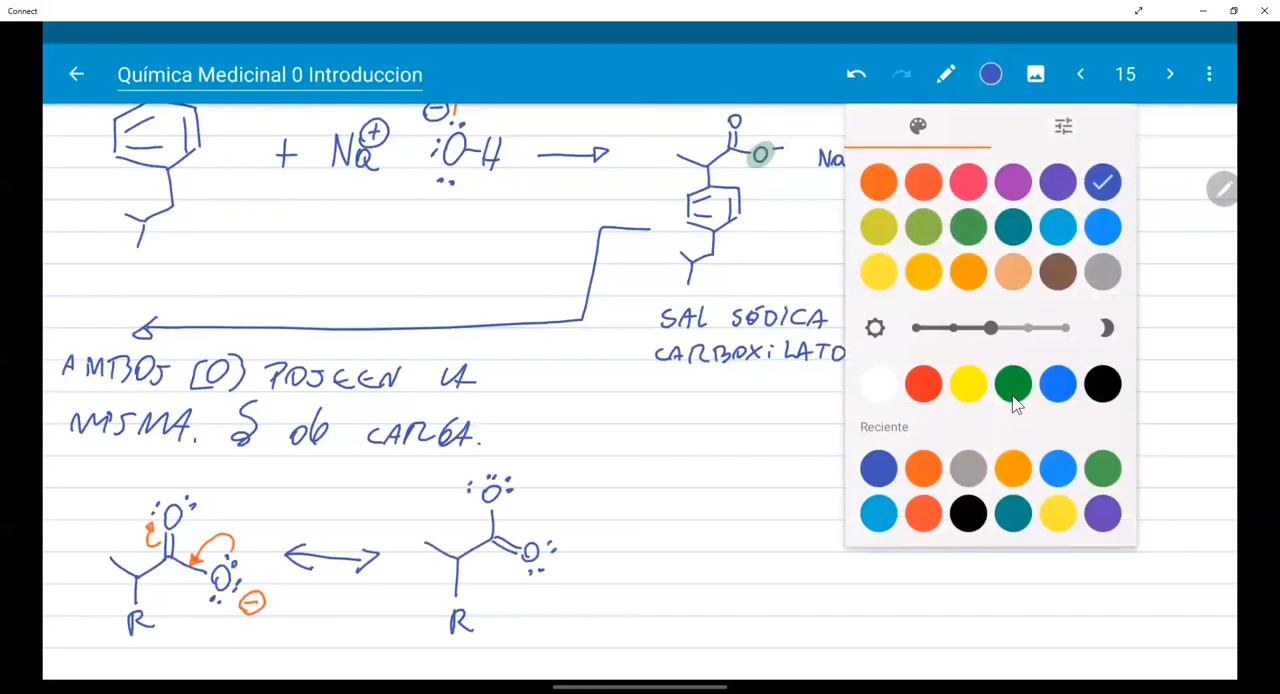 Connect
Química Medicinal 0 Introduccion
15
+ Na + − :O-H → O O − Na
SAL SÓDICA
CARBOXiLATO
AMBOS [O] POSEEN LA
MISMA. δ de CARGA.
Reciente
O O − R ↔ O O R